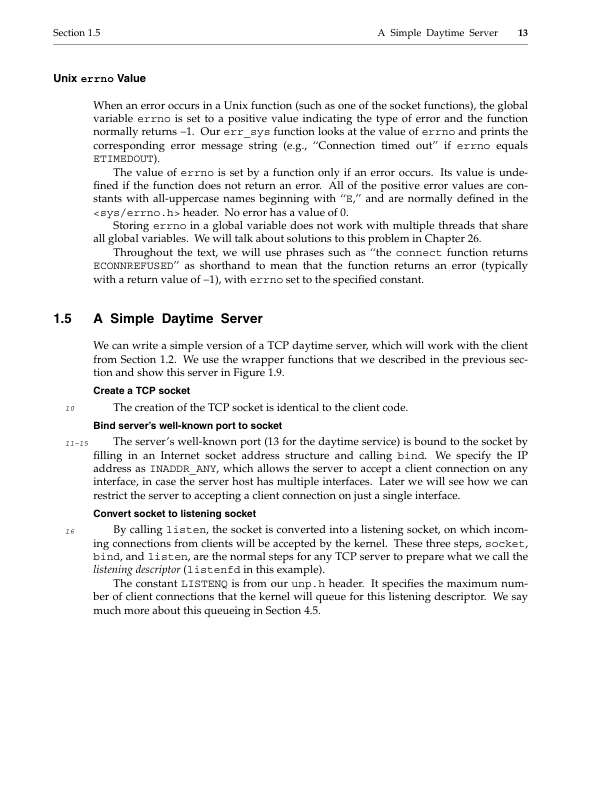 Section 1.5 A Simple Daytime Server 13
Unix errno Value
When an error occurs in a Unix function (such as one of the socket functions), the global
variable errno is set to a positive value indicating the type of error and the function
normally returns –1. Our err_sys function looks at the value of errno and prints the
corresponding error message string (e.g., “Connection timed out” if errno equals
ETIMEDOUT).
The value of errno is set by a function only if an error occurs. Its value is unde-
fined if the function does not return an error. All of the positive error values are con-
stants with all-uppercase names beginning with “E,” and are normally defined in the
<sys/errno.h> header. No error has a value of 0.
Storing errno in a global variable does not work with multiple threads that share
all global variables. We will talk about solutions to this problem in Chapter 26.
Throughout the text, we will use phrases such as “the connect function returns
ECONNREFUSED” as shorthand to mean that the function returns an error (typically
with a return value of –1), with errno set to the specified constant.
1.5 A Simple Daytime Server
We can write a simple version of a TCP daytime server, which will work with the client
from Section 1.2. We use the wrapper functions that we described in the previous sec-
tion and show this server in Figure 1.9.
Create a TCP socket
10 The creation of the TCP socket is identical to the client code.
Bind server’s well-known port to socket
11–15 The server’s well-known port (13 for the daytime service) is bound to the socket by
filling in an Internet socket address structure and calling bind. We specify the IP
address as INADDR_ANY, which allows the server to accept a client connection on any
interface, in case the server host has multiple interfaces. Later we will see how we can
restrict the server to accepting a client connection on just a single interface.
Convert socket to listening socket
16 By calling listen, the socket is converted into a listening socket, on which incom-
ing connections from clients will be accepted by the kernel. These three steps, socket,
bind, and listen, are the normal steps for any TCP server to prepare what we call the
listening descriptor (listenfd in this example).
The constant LISTENQ is from our unp.h header. It specifies the maximum num-
ber of client connections that the kernel will queue for this listening descriptor. We say
much more about this queueing in Section 4.5.